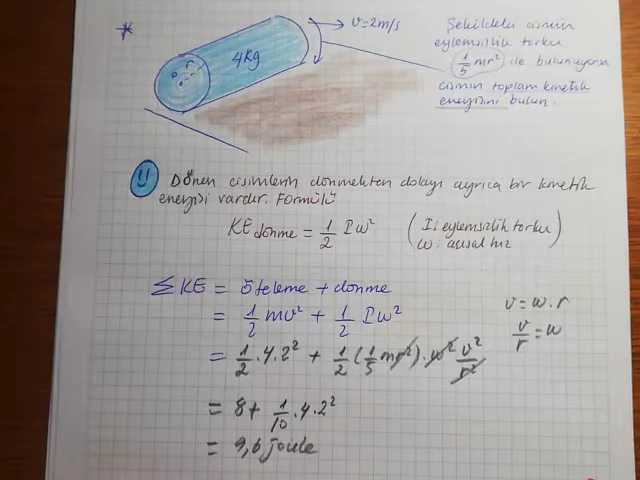 *
v=2m/s
r
4Kg
Şekildeki cismin
eylemsizlik torku
1/5 mr² ile bulunuyorsa
cismin toplam kinetik
enerjisini bulun.
Dönen cisimlerin dönmekten dolayı ayrıca bir kinetik
enerjisi vardır. Formülü
KE dönme = 1/2 Iw² (I: eylemsizlik torku
w: açısal hız)
ΣKE = öteleme + dönme
= 1/2 mv² + 1/2 Iw²
v = w.r
= 1/2 .4.2² + 1/2 (1/5 mr²). w² v²/r²
v/r = w
= 8 + 1/10 .4.2²
= 9,6 joule